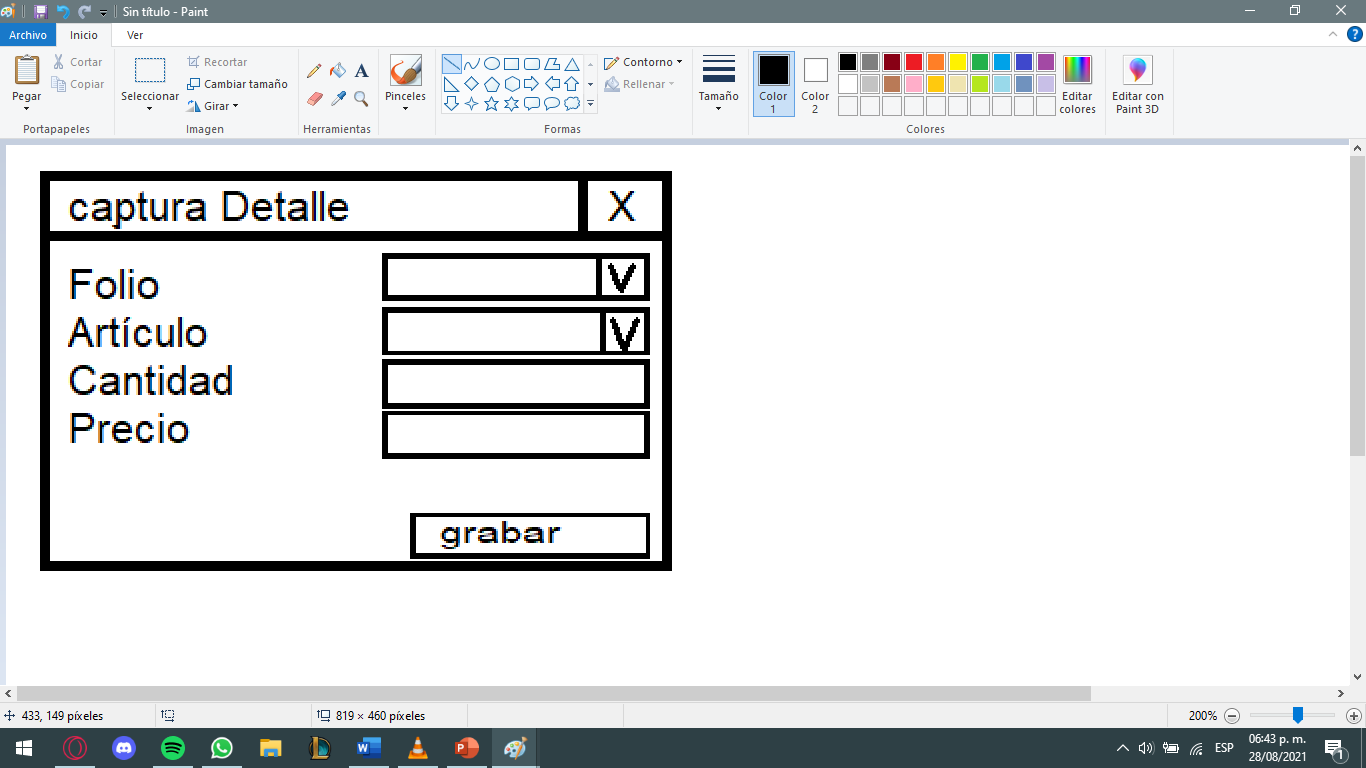 Sin título - Paint
Archivo Inicio Ver
Pegar
Cortar
Copiar
Portapapeles
Seleccionar
Recortar
Cambiar tamaño
Girar
Imagen
A
Herramientas
Pinceles
Contorno
Rellenar
Formas
Tamaño
Color 1
Color 2
Editar colores
Colores
Editar con Paint 3D
captura Detalle X
Folio V
Artículo V
Cantidad
Precio
grabar
433, 149 píxeles 819 × 460 píxeles 200%
ESP 06:43 p. m.
28/08/2021 1